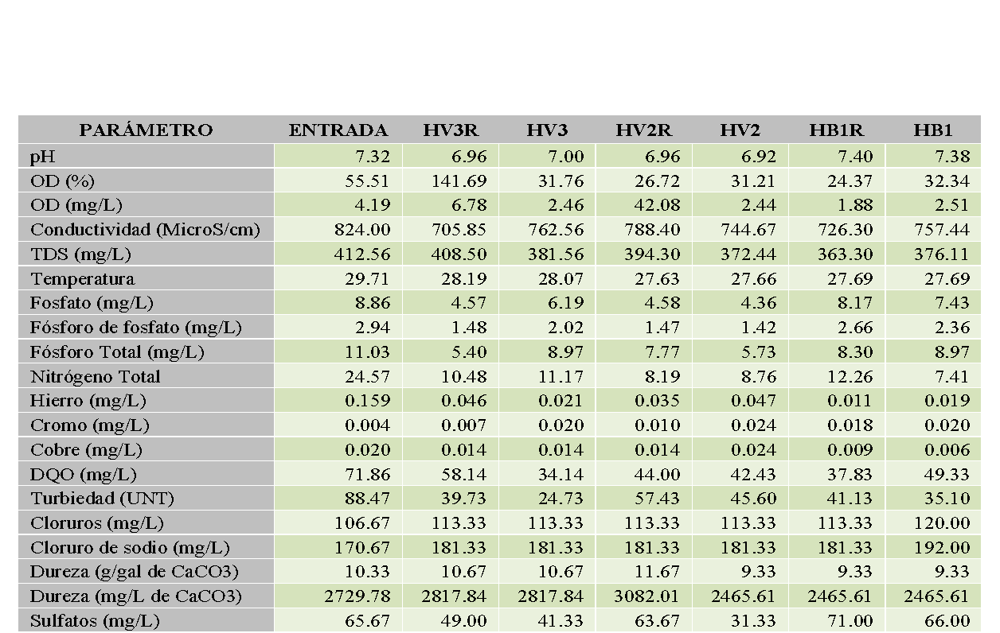 PARÁMETRO ENTRADA HV3R HV3 HV2R HV2 HB1R HB1
pH 7.32 6.96 7.00 6.96 6.92 7.40 7.38
OD (%) 55.51 141.69 31.76 26.72 31.21 24.37 32.34
OD (mg/L) 4.19 6.78 2.46 42.08 2.44 1.88 2.51
Conductividad (MicroS/cm) 824.00 705.85 762.56 788.40 744.67 726.30 757.44
TDS (mg/L) 412.56 408.50 381.56 394.30 372.44 363.30 376.11
Temperatura 29.71 28.19 28.07 27.63 27.66 27.69 27.69
Fosfato (mg/L) 8.86 4.57 6.19 4.58 4.36 8.17 7.43
Fósforo de fosfato (mg/L) 2.94 1.48 2.02 1.47 1.42 2.66 2.36
Fósforo Total (mg/L) 11.03 5.40 8.97 7.77 5.73 8.30 8.97
Nitrógeno Total 24.57 10.48 11.17 8.19 8.76 12.26 7.41
Hierro (mg/L) 0.159 0.046 0.021 0.035 0.047 0.011 0.019
Cromo (mg/L) 0.004 0.007 0.020 0.010 0.024 0.018 0.020
Cobre (mg/L) 0.020 0.014 0.014 0.014 0.024 0.009 0.006
DQO (mg/L) 71.86 58.14 34.14 44.00 42.43 37.83 49.33
Turbiedad (UNT) 88.47 39.73 24.73 57.43 45.60 41.13 35.10
Cloruros (mg/L) 106.67 113.33 113.33 113.33 113.33 113.33 120.00
Cloruro de sodio (mg/L) 170.67 181.33 181.33 181.33 181.33 181.33 192.00
Dureza (g/gal de CaCO3) 10.33 10.67 10.67 11.67 9.33 9.33 9.33
Dureza (mg/L de CaCO3) 2729.78 2817.84 2817.84 3082.01 2465.61 2465.61 2465.61
Sulfatos (mg/L) 65.67 49.00 41.33 63.67 31.33 71.00 66.00